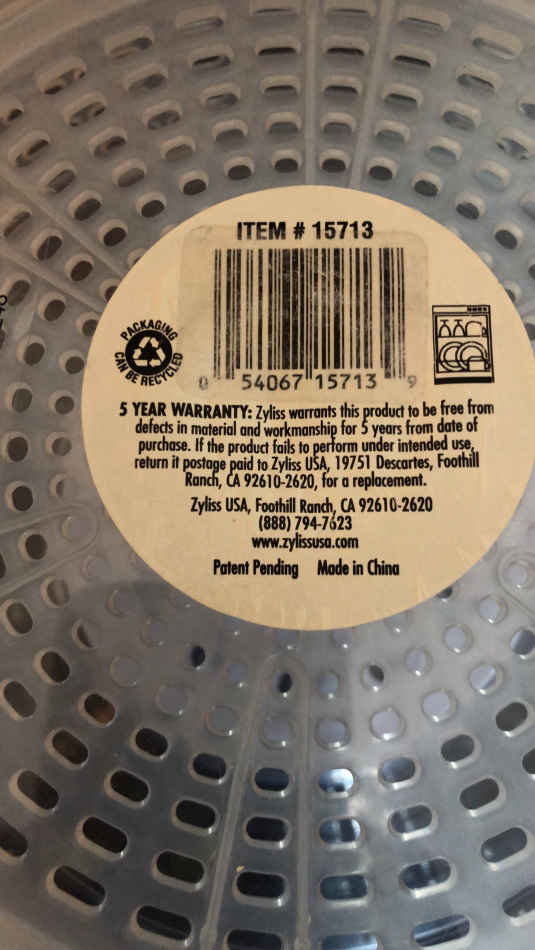 ITEM # 15713
PACKAGING
CAN BE RECYCLED
0 54067 15713 9
5 YEAR WARRANTY: Zyliss warrants this product to be free from
defects in material and workmanship for 5 years from date of
purchase. If the product fails to perform under intended use,
return it postage paid to Zyliss USA, 19751 Descartes, Foothill
Ranch, CA 92610-2620, for a replacement.
Zyliss USA, Foothill Ranch, CA 92610-2620
(888) 794-7623
www.zylissusa.com
Patent Pending Made in China